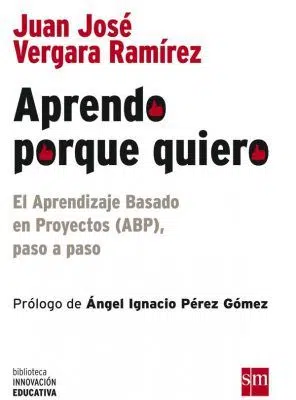 Juan José
Vergara Ramírez
Aprendo
porque quiero
El Aprendizaje Basado
en Proyectos (ABP),
paso a paso
Prólogo de Ángel Ignacio Pérez Gómez
biblioteca
INNOVACIÓN
EDUCATIVA
sm